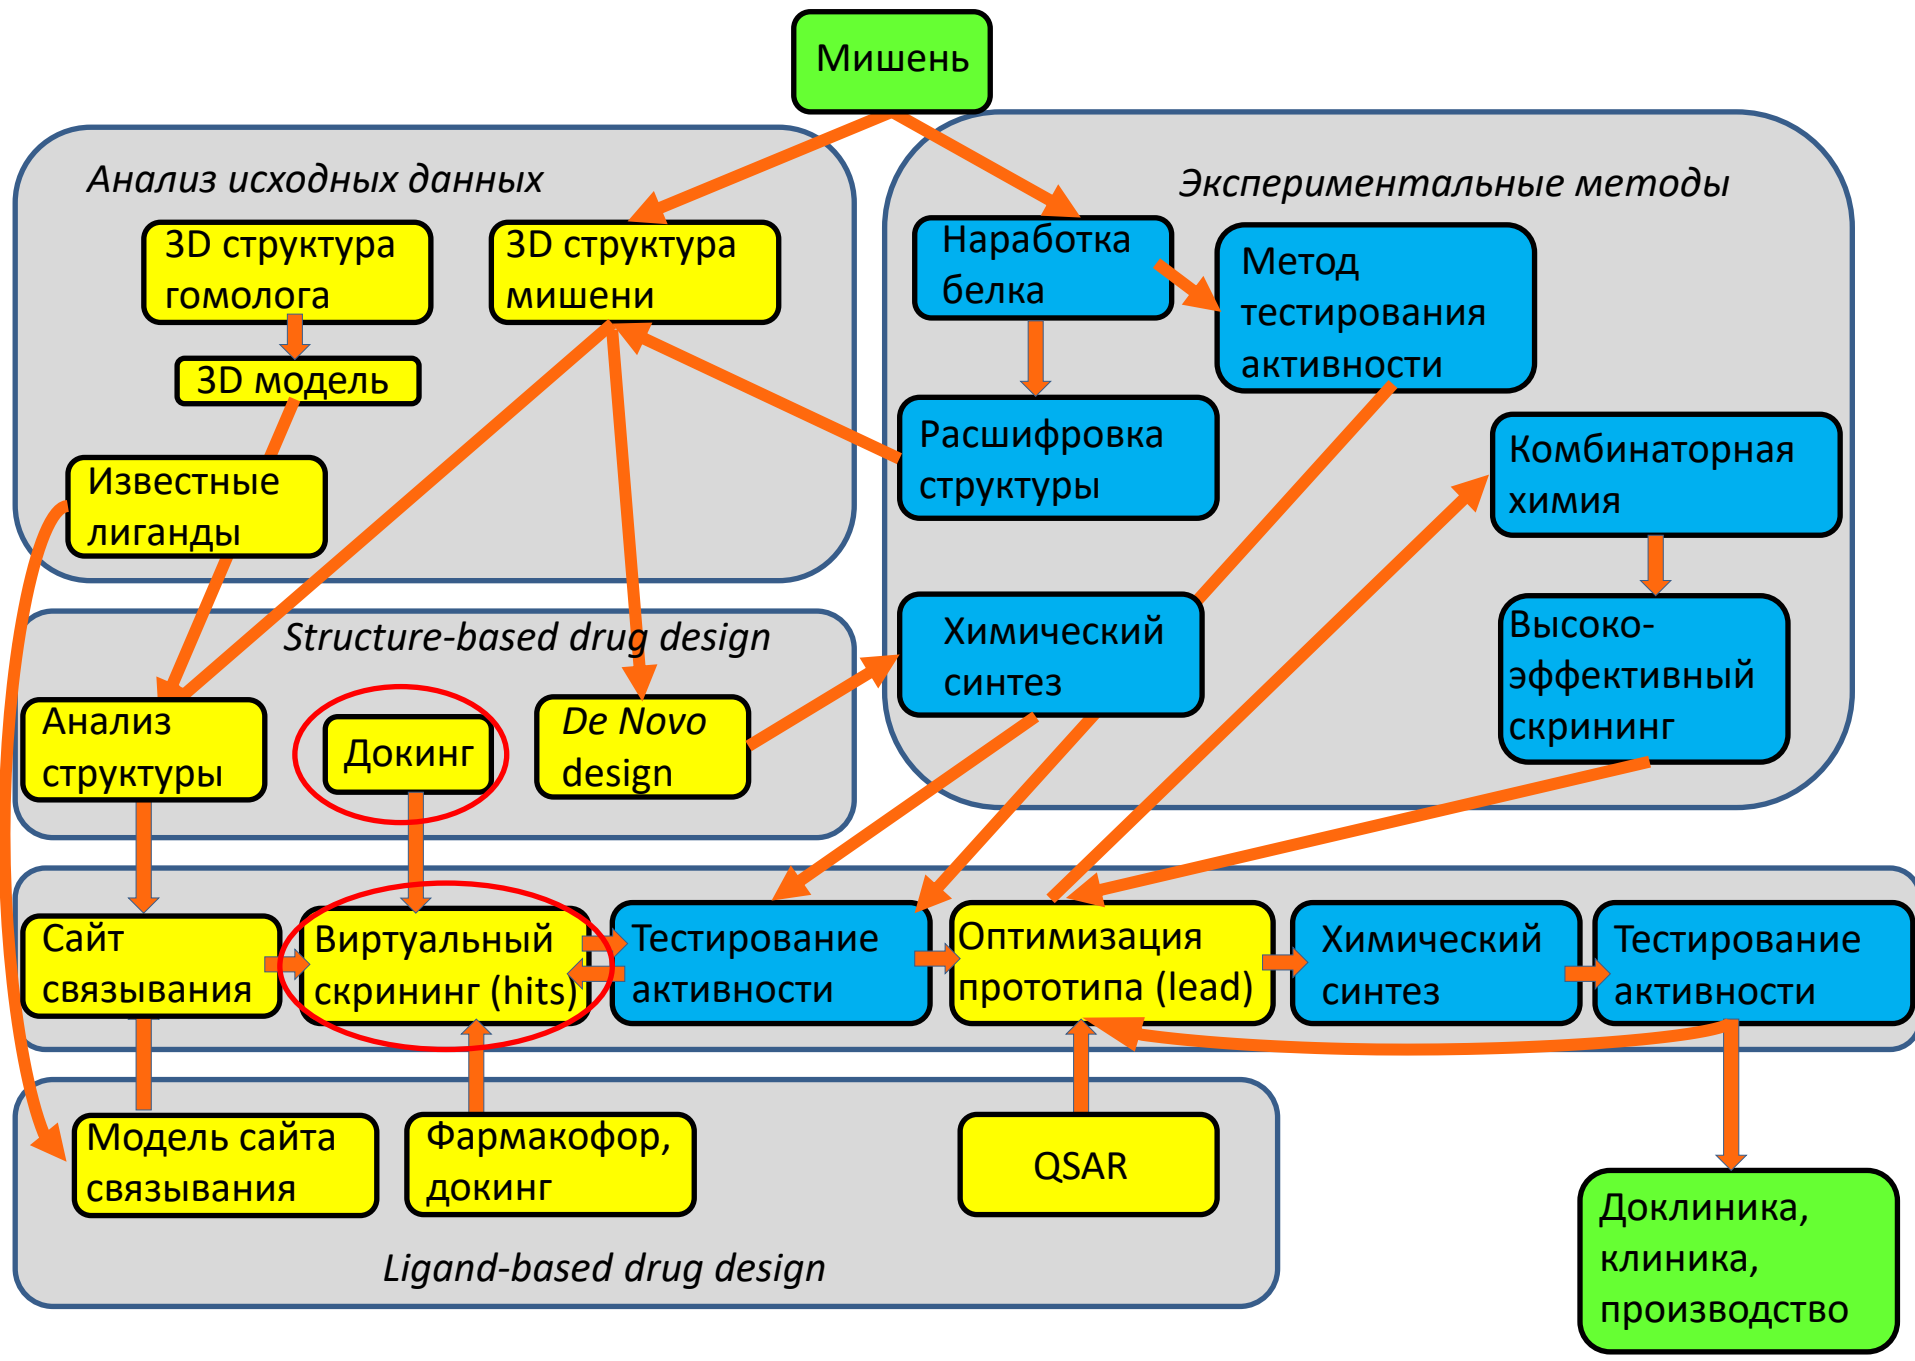 Мишень
Анализ исходных данных
3D структура
гомолога
3D структура
мишени
3D модель
Известные
лиганды
Экспериментальные методы
Наработка
белка
Метод
тестирования
активности
Расшифровка
структуры
Комбинаторная
химия
Химический
синтез
Высоко-
эффективный
скрининг
Structure-based drug design
Анализ
структуры
Докинг
De Novo
design
Сайт
связывания
Виртуальный
скрининг (hits)
Тестирование
активности
Оптимизация
прототипа (lead)
Химический
синтез
Тестирование
активности
Модель сайта
связывания
Фармакофор,
докинг
QSAR
Ligand-based drug design
Доклиника,
клиника,
производство